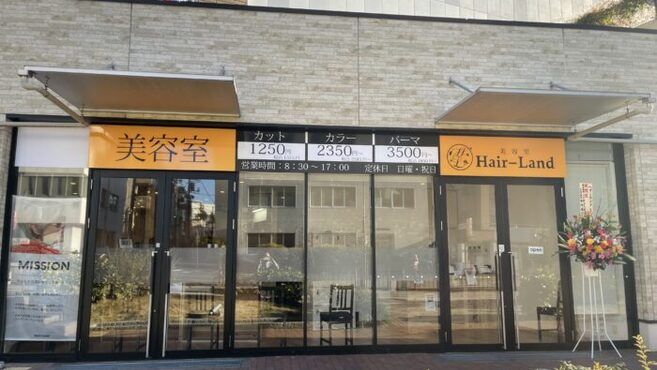 美容室
カット
1250円
カラー
2350円~
パーマ
3500円~
営業時間:8:30~17:00 定休日 日曜・祝日
美容室
Hair-Land
MISSION
open